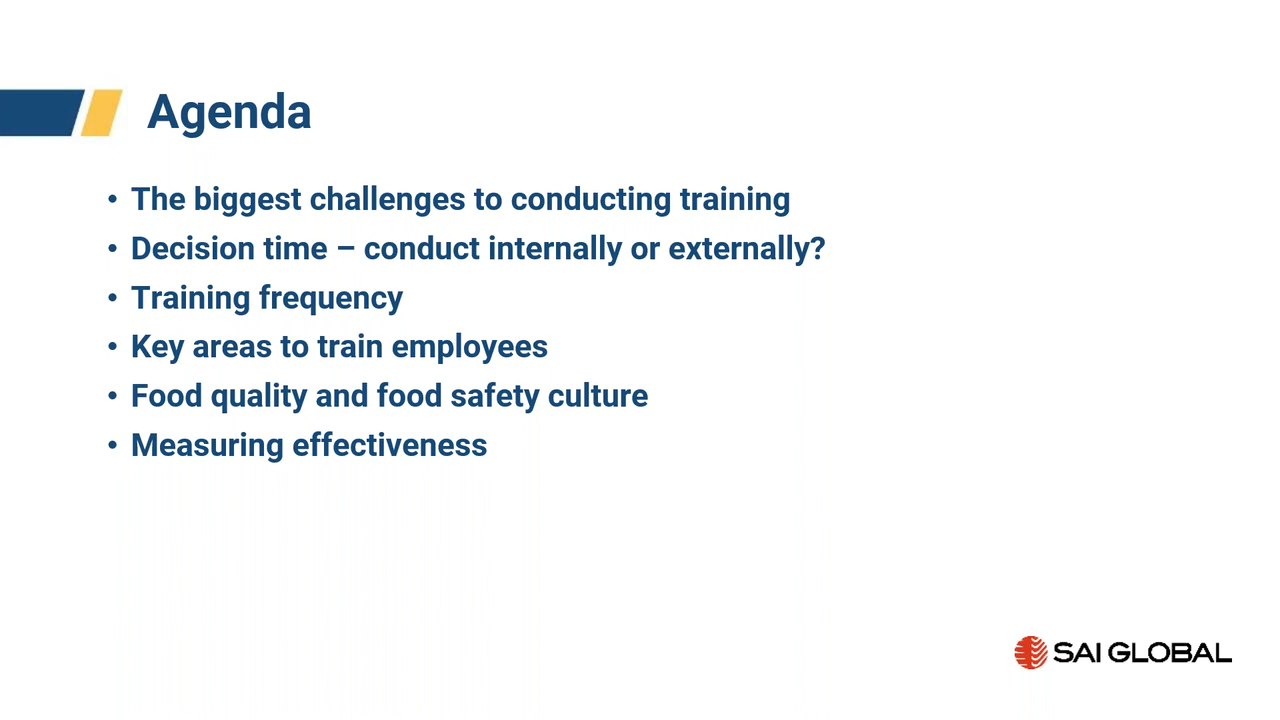 Agenda
• The biggest challenges to conducting training
• Decision time – conduct internally or externally?
• Training frequency
• Key areas to train employees
• Food quality and food safety culture
• Measuring effectiveness
SAI GLOBAL